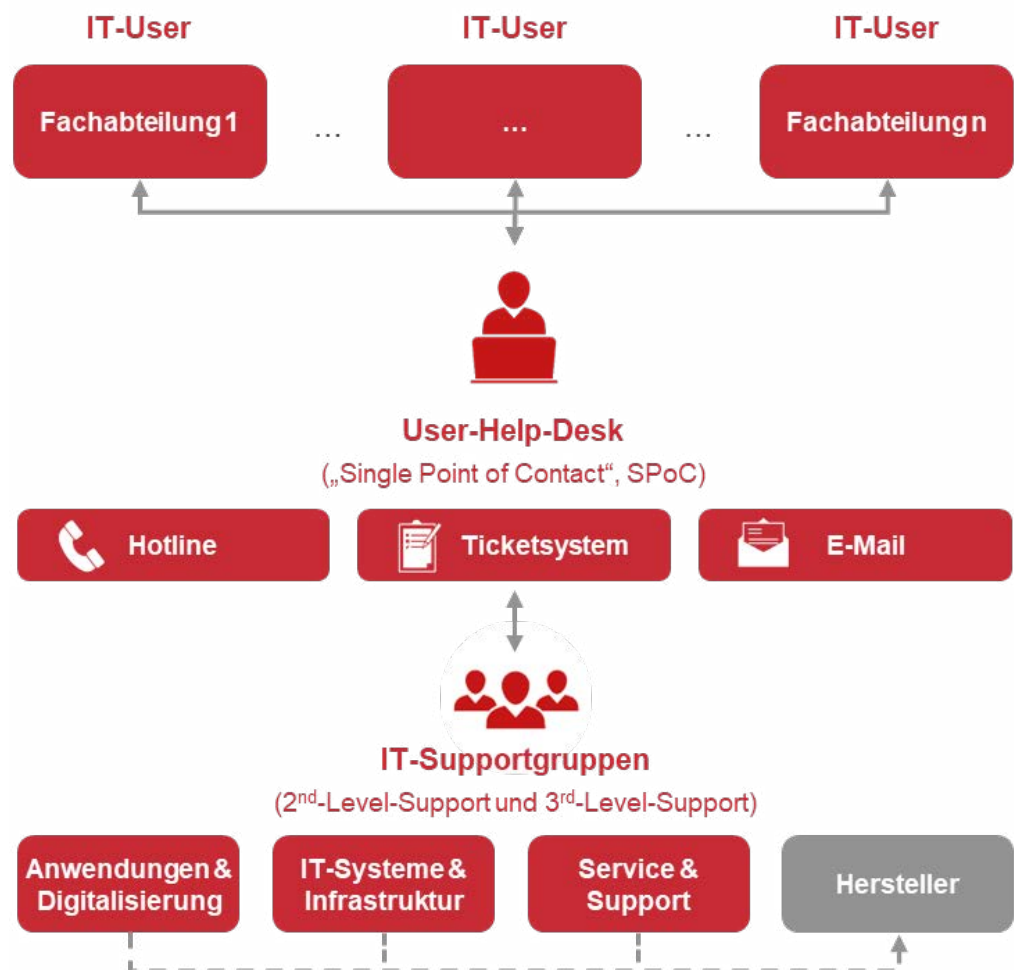 IT-User
IT-User
IT-User
Fachabteilung 1
...
...
...
Fachabteilung n
User-Help-Desk
(„Single Point of Contact“, SPoC)
Hotline
Ticketsystem
E-Mail
IT-Supportgruppen
(2nd-Level-Support und 3rd-Level-Support)
Anwendungen &
Digitalisierung
IT-Systeme &
Infrastruktur
Service &
Support
Hersteller